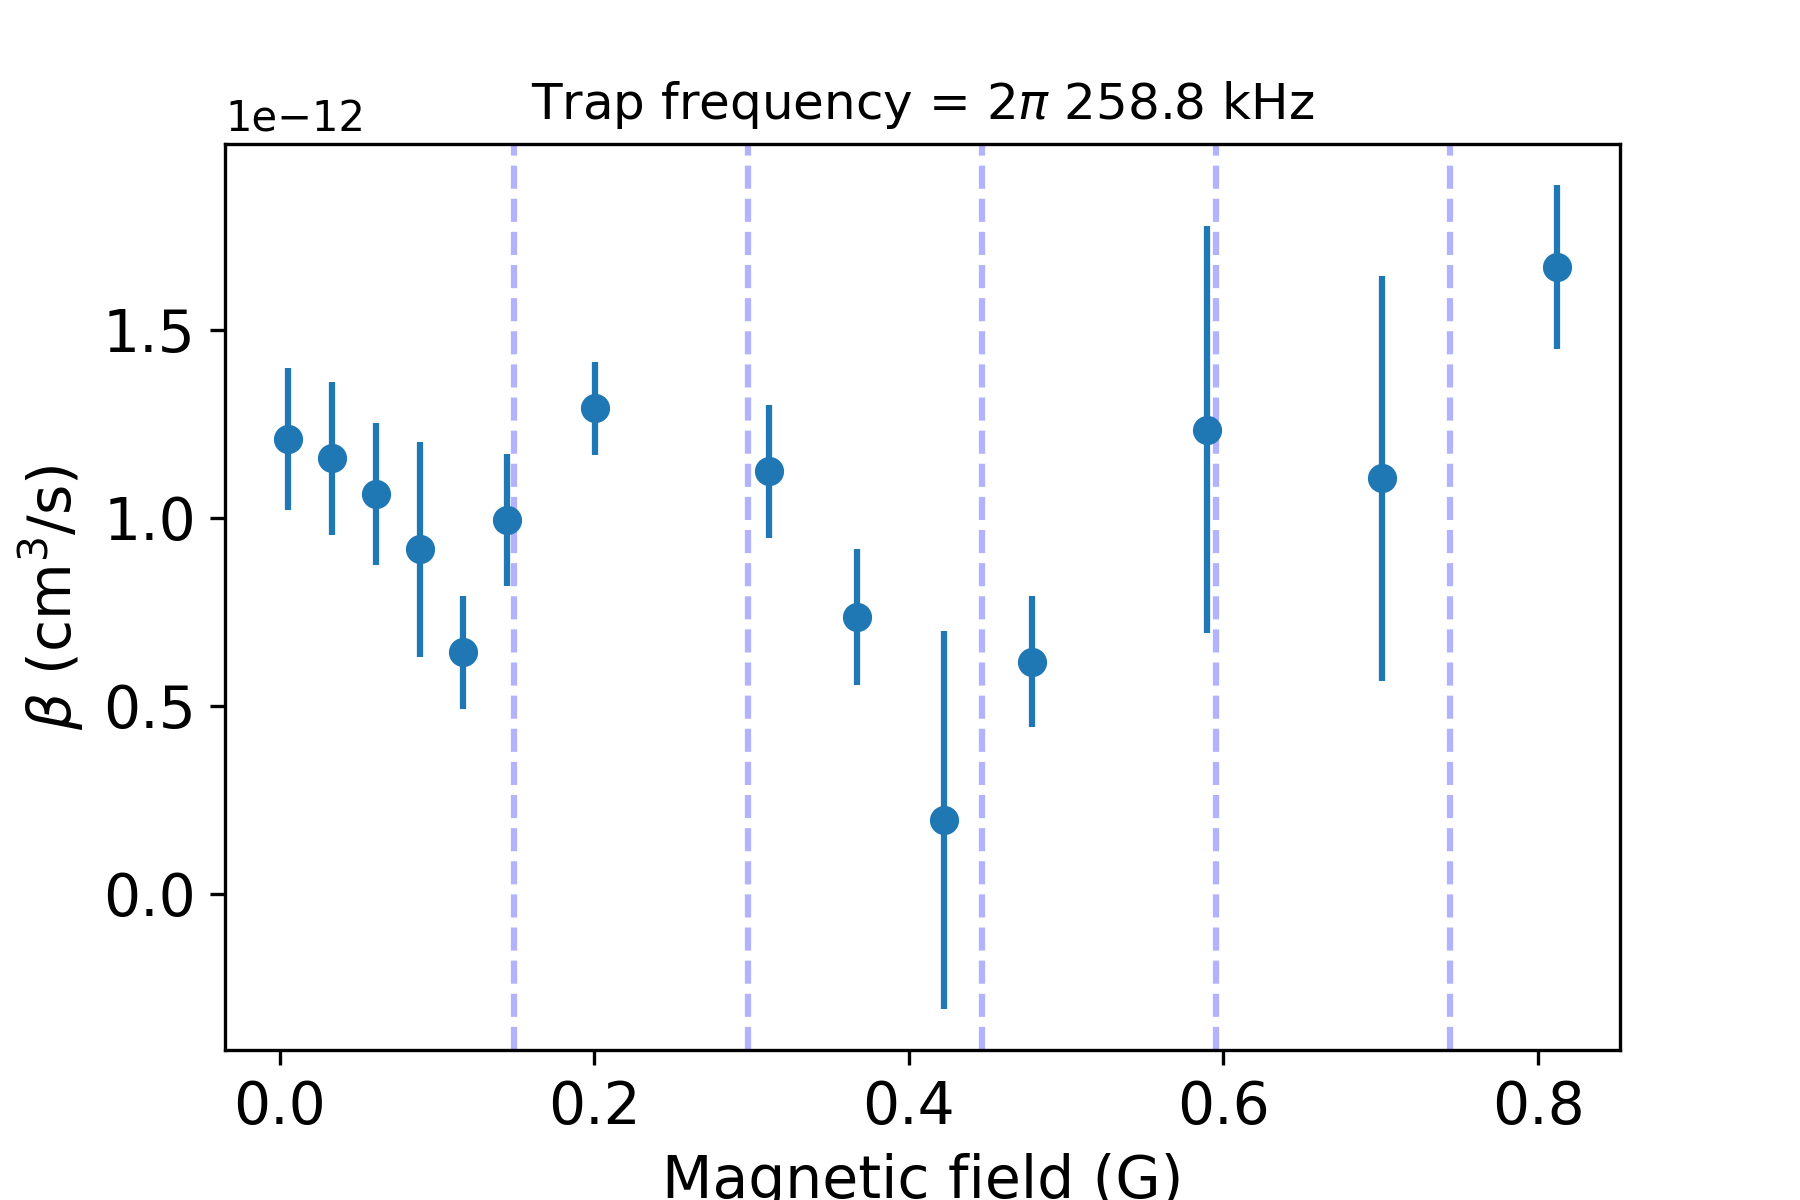 Trap frequency = 2π 258.8 kHz
1e−12
1.5
1.0
0.5
0.0
β (cm³/s)
0.0 0.2 0.4 0.6 0.8
Magnetic field (G)